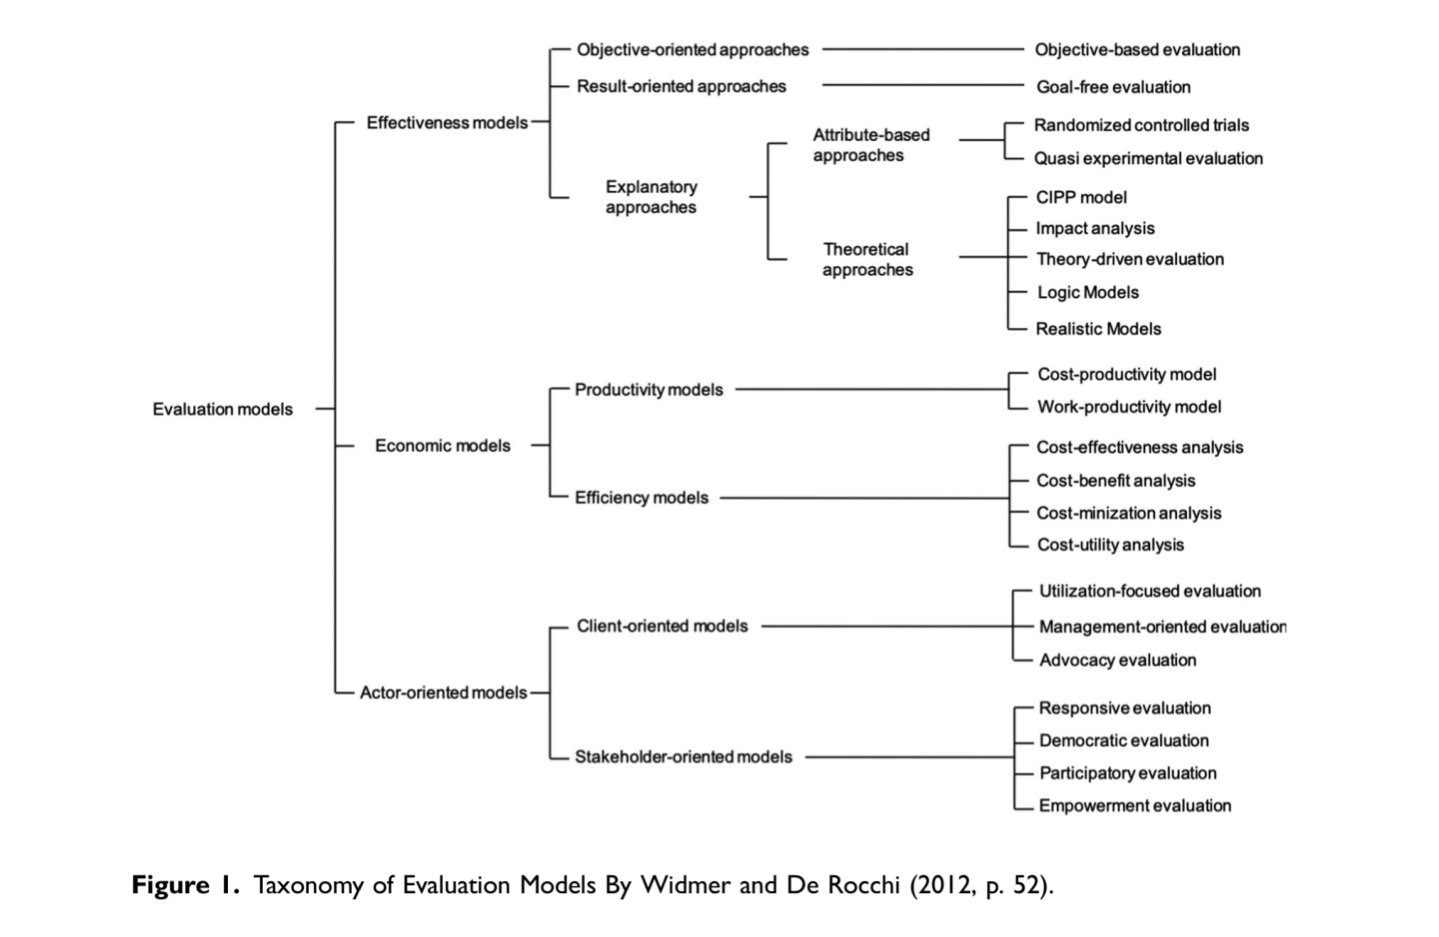 Objective-oriented approaches
Objective-based evaluation
Result-oriented approaches
Goal-free evaluation
Effectiveness models
Attribute-based
approaches
Randomized controlled trials
Quasi experimental evaluation
Explanatory
approaches
CIPP model
Impact analysis
Theoretical
approaches
Theory-driven evaluation
Logic Models
Realistic Models
Evaluation models
Productivity models
Cost-productivity model
Work-productivity model
Economic models
Efficiency models
Cost-effectiveness analysis
Cost-benefit analysis
Cost-minization analysis
Cost-utility analysis
Client-oriented models
Utilization-focused evaluation
Management-oriented evaluation
Advocacy evaluation
Actor-oriented models
Stakeholder-oriented models
Responsive evaluation
Democratic evaluation
Participatory evaluation
Empowerment evaluation
Figure 1. Taxonomy of Evaluation Models By Widmer and De Rocchi (2012, p. 52).